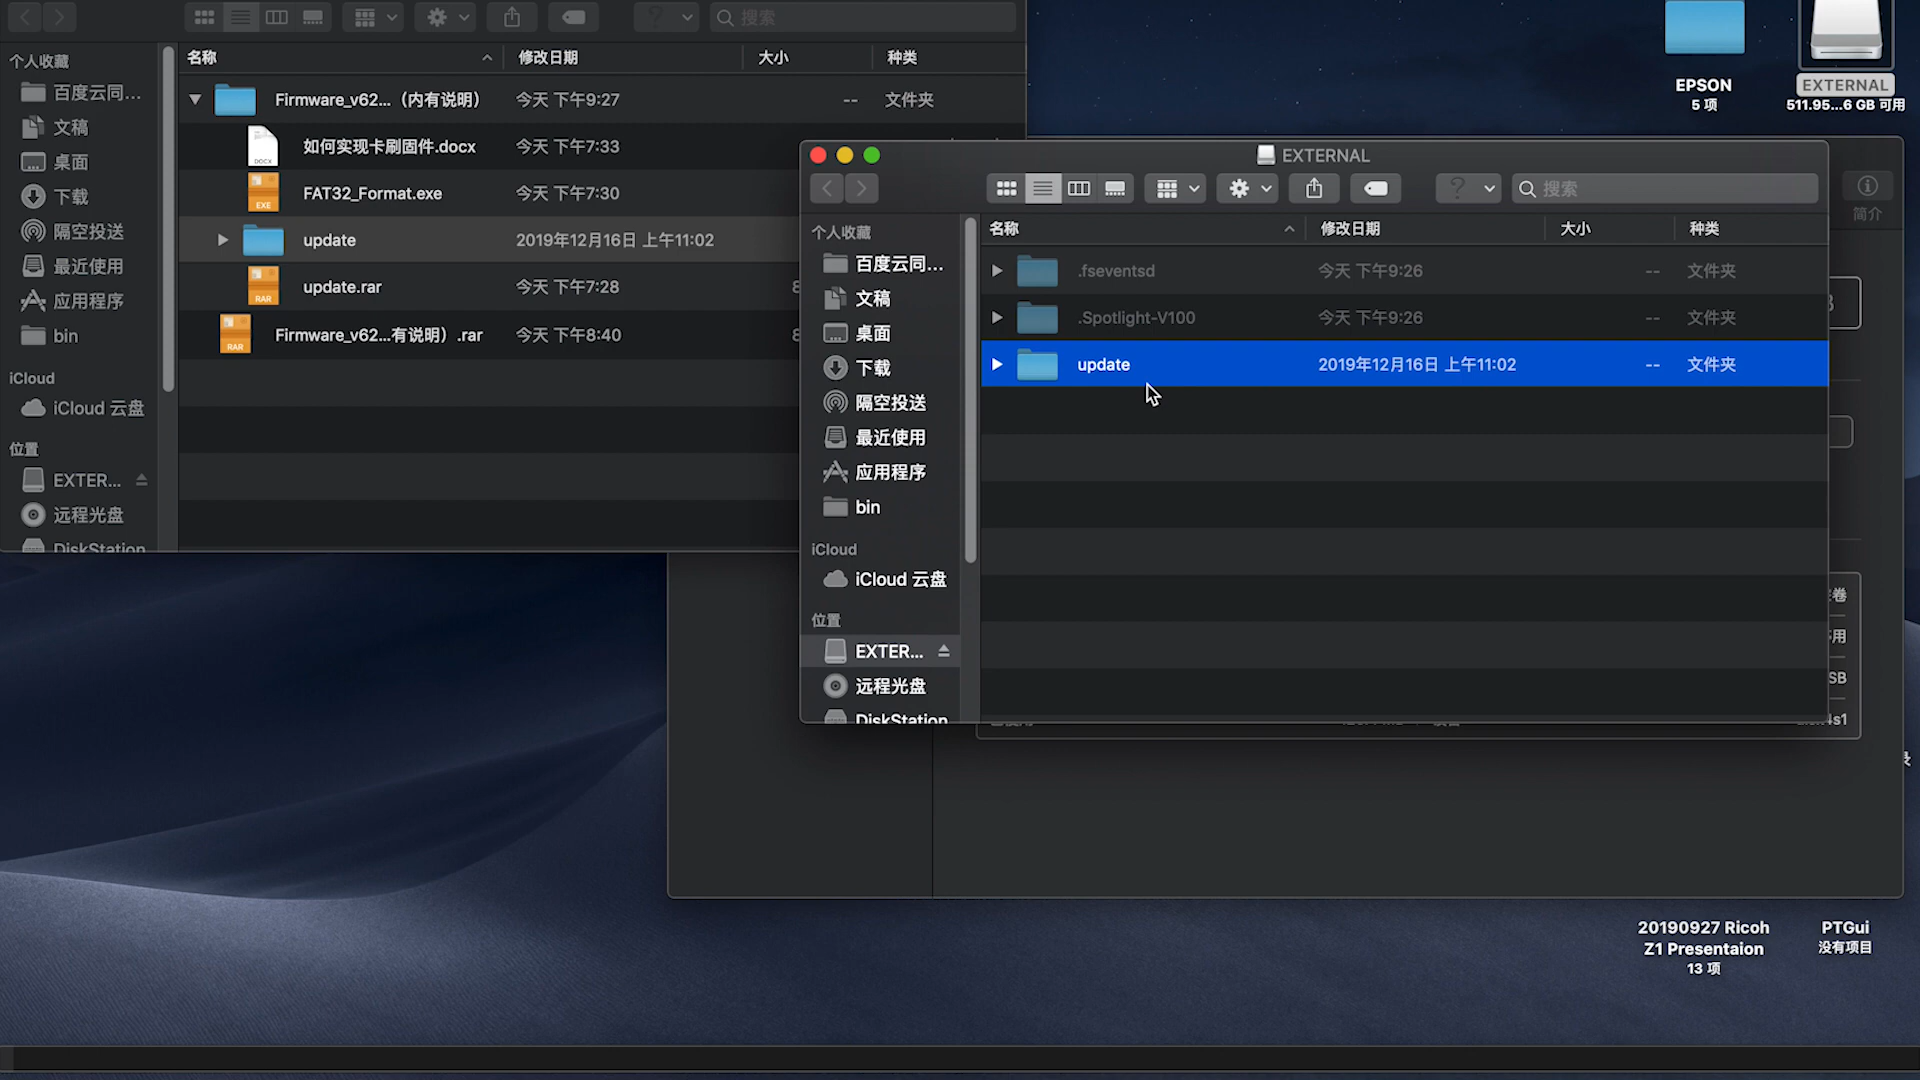 搜索
个人收藏
百度云同...
文稿
桌面
下载
隔空投送
最近使用
应用程序
bin
iCloud
iCloud 云盘
位置
EXTER...
远程光盘
DiskStation
名称 修改日期 大小 种类
Firmware_v62...（内有说明） 今天 下午9:27 -- 文件夹
如何实现卡刷固件.docx 今天 下午7:33
DOCX
FAT32_Format.exe 今天 下午7:30
EXE
update 2019年12月16日 上午11:02
update.rar 今天 下午7:28
RAR
Firmware_v62...有说明）.rar 今天 下午8:40
RAR
EXTERNAL
搜索
个人收藏
百度云同...
文稿
桌面
下载
隔空投送
最近使用
应用程序
bin
iCloud
iCloud 云盘
位置
EXTER...
远程光盘
DiskStation
名称 修改日期 大小 种类
.fseventsd 今天 下午9:26 -- 文件夹
.Spotlight-V100 今天 下午9:26 -- 文件夹
update 2019年12月16日 上午11:02 -- 文件夹
简介
卷
用
SB
EPSON
5 项
EXTERNAL
511.95...6 GB 可用
20190927 Ricoh
Z1 Presentaion
13 项
PTGui
没有项目